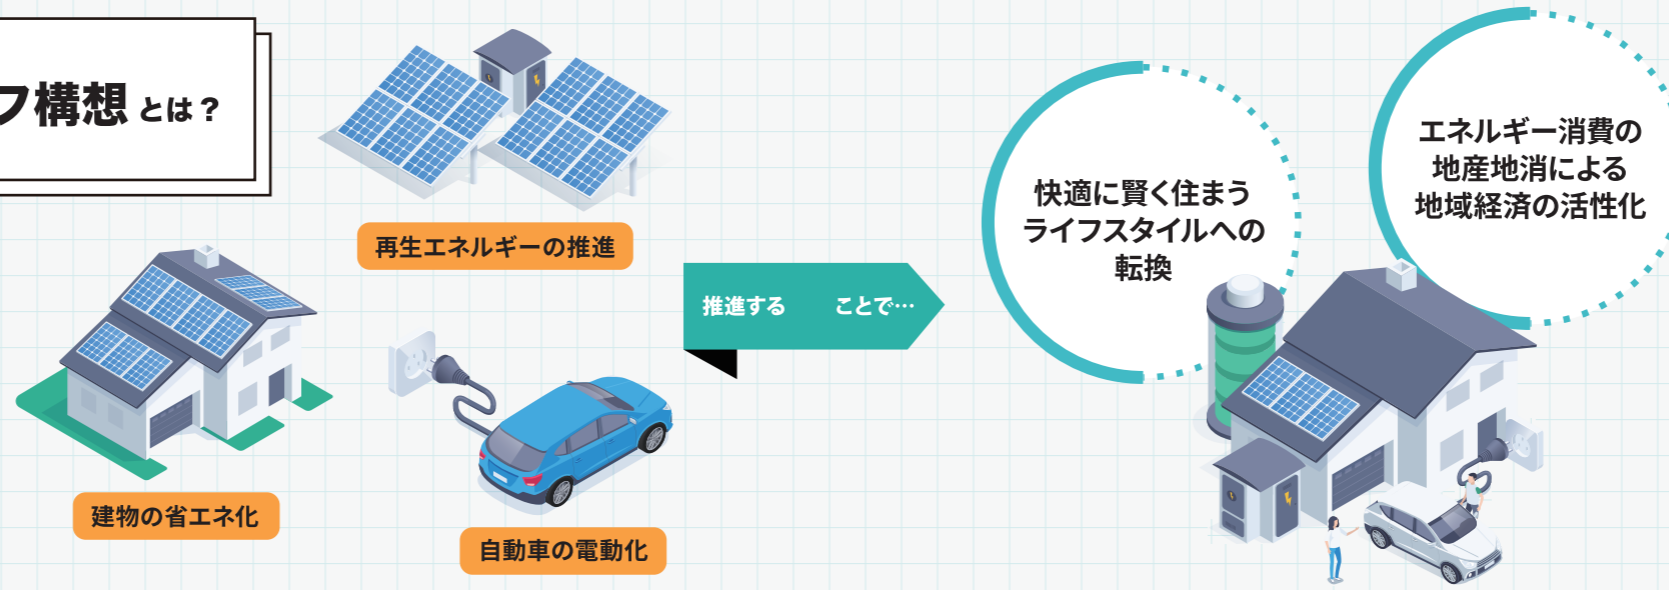 フ構想とは?
再生エネルギーの推進
建物の省エネ化
自動車の電動化
推進する ことで…
快適に賢く住まう
ライフスタイルへの
転換
エネルギー消費の
地産地消による
地域経済の活性化